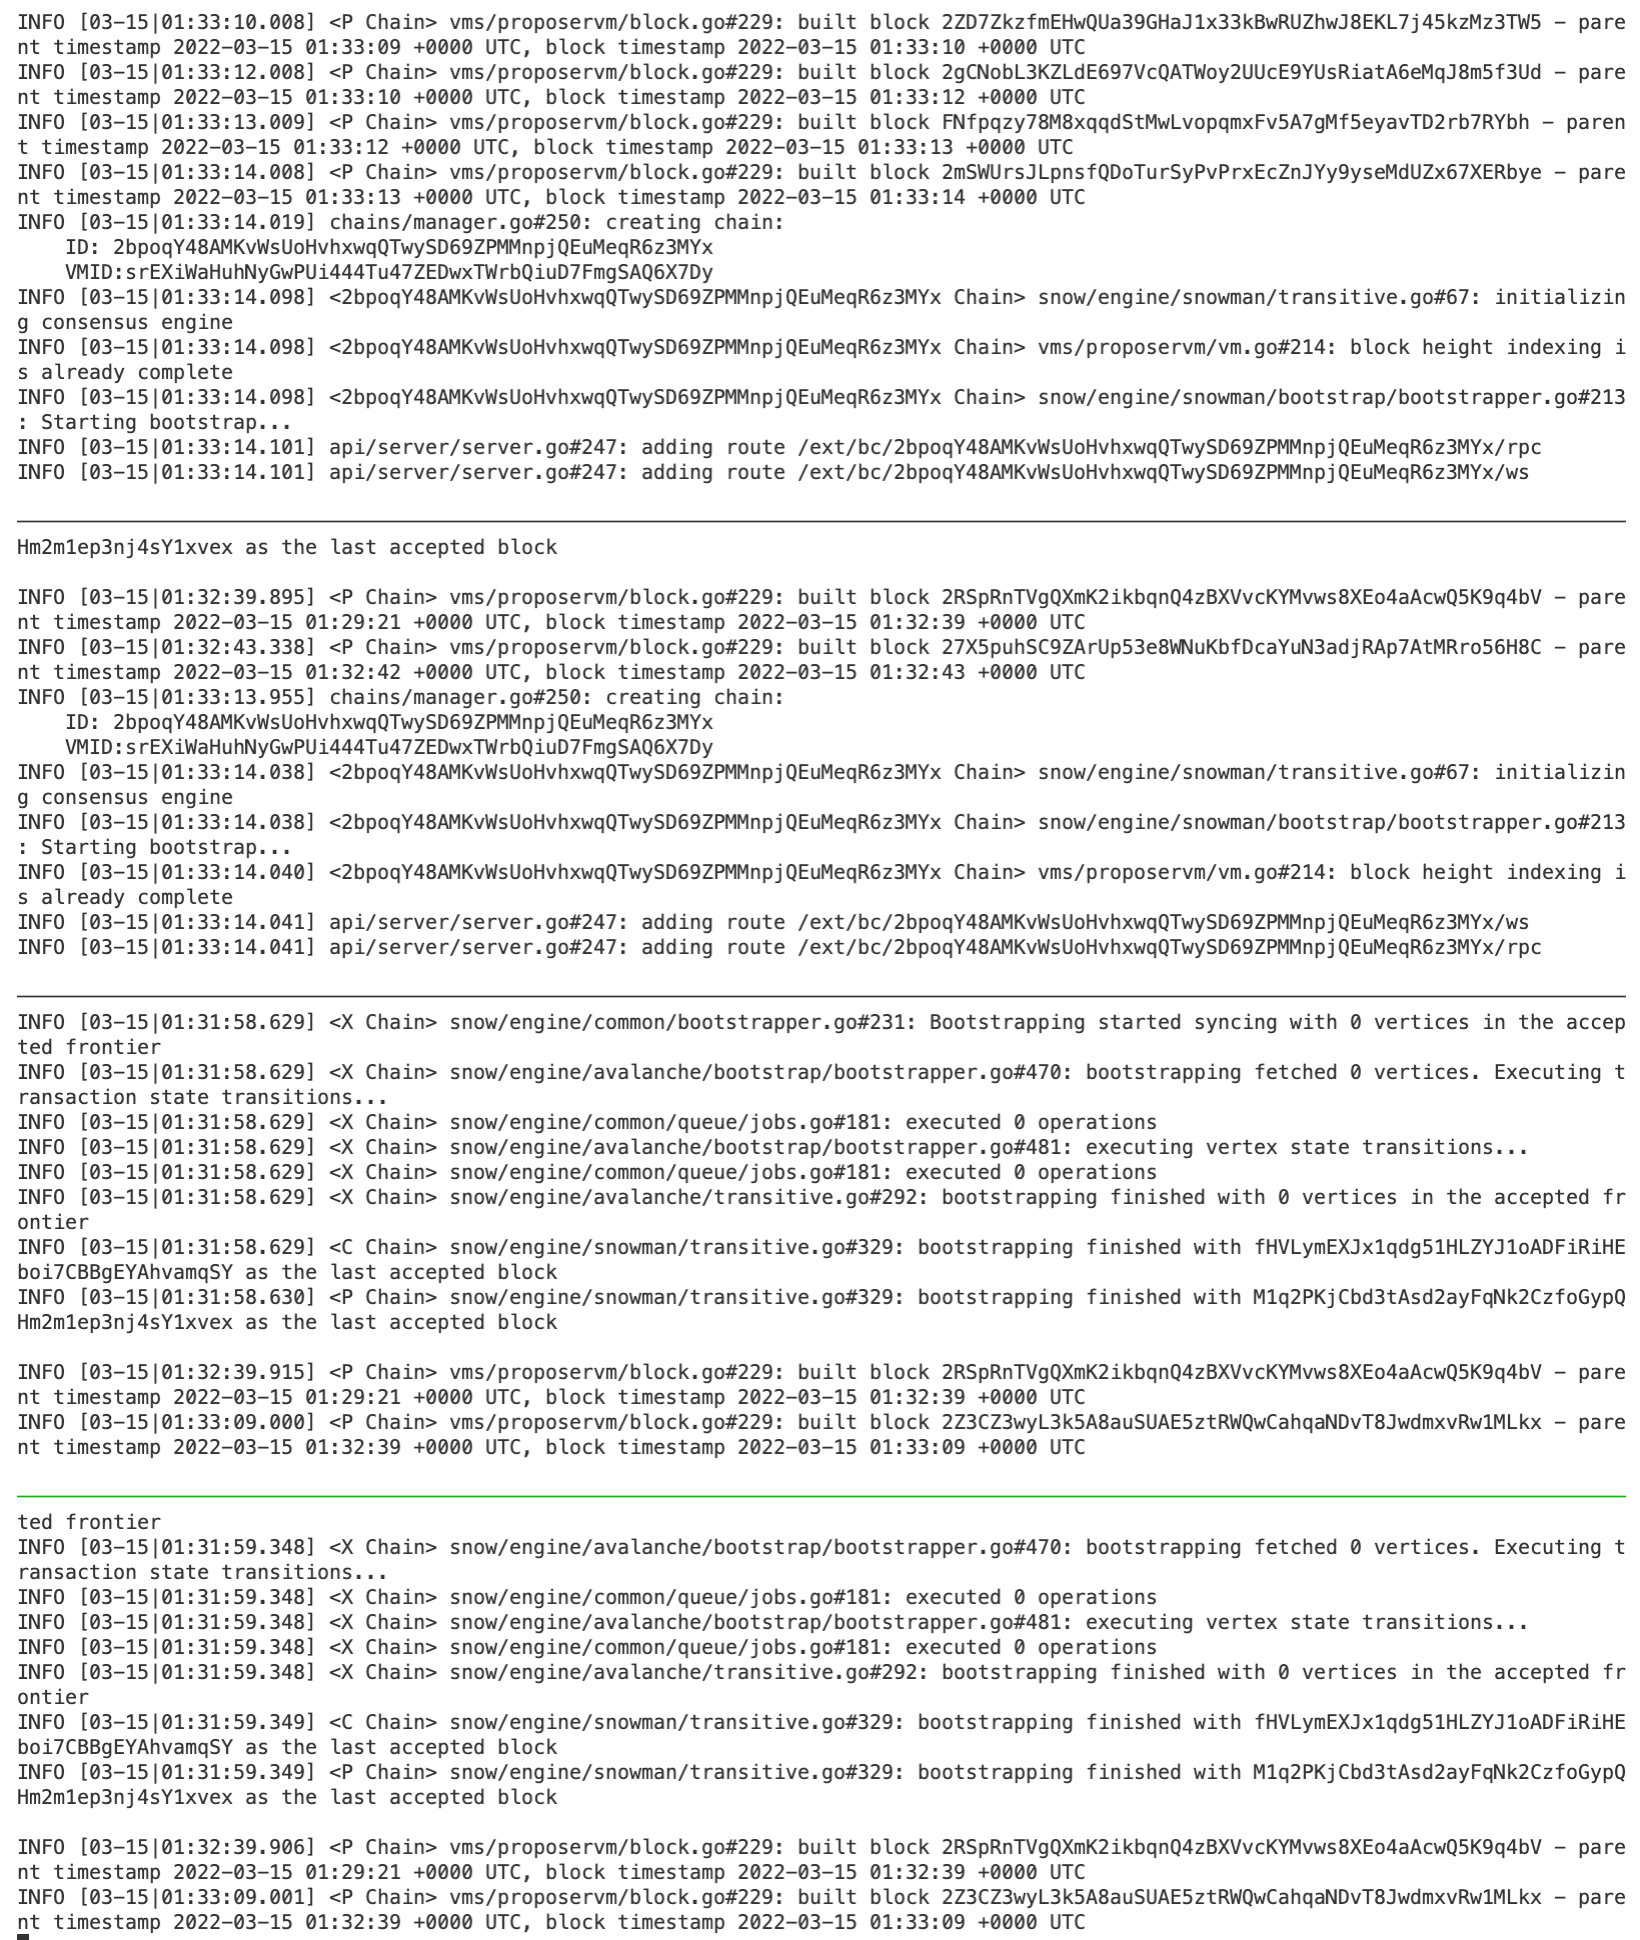 INFO [03-15|01:33:10.008] <P Chain> vms/proposervm/block.go#229: built block 2ZD7ZkzfmEHwQUa39GHaJ1x33kBwRUZhwJ8EKL7j45kzMz3TW5 - pare
nt timestamp 2022-03-15 01:33:09 +0000 UTC, block timestamp 2022-03-15 01:33:10 +0000 UTC
INFO [03-15|01:33:12.008] <P Chain> vms/proposervm/block.go#229: built block 2gCNobL3KZLdE697VcQATWoy2UUcE9YUsRiatA6eMqJ8m5f3Ud - pare
nt timestamp 2022-03-15 01:33:10 +0000 UTC, block timestamp 2022-03-15 01:33:12 +0000 UTC
INFO [03-15|01:33:13.009] <P Chain> vms/proposervm/block.go#229: built block FNfpqzy78M8xqqdStMwLvopqmxFv5A7gMf5eyavTD2rb7RYbh - paren
t timestamp 2022-03-15 01:33:12 +0000 UTC, block timestamp 2022-03-15 01:33:13 +0000 UTC
INFO [03-15|01:33:14.008] <P Chain> vms/proposervm/block.go#229: built block 2mSWUrsJLpnsfQDoTurSyPvPrxEcZnJYy9yseMdUZx67XERbye - pare
nt timestamp 2022-03-15 01:33:13 +0000 UTC, block timestamp 2022-03-15 01:33:14 +0000 UTC
INFO [03-15|01:33:14.019] chains/manager.go#250: creating chain:
    ID: 2bpoqY48AMKvWsUoHvhxwqQTwySD69ZPMMnpjQEuMeqR6z3MYx
    VMID:srEXiWaHuhNyGwPUi444Tu47ZEDwxTWrbQiuD7FmgSAQ6X7Dy
INFO [03-15|01:33:14.098] <2bpoqY48AMKvWsUoHvhxwqQTwySD69ZPMMnpjQEuMeqR6z3MYx Chain> snow/engine/snowman/transitive.go#67: initializin
g consensus engine
INFO [03-15|01:33:14.098] <2bpoqY48AMKvWsUoHvhxwqQTwySD69ZPMMnpjQEuMeqR6z3MYx Chain> vms/proposervm/vm.go#214: block height indexing i
s already complete
INFO [03-15|01:33:14.098] <2bpoqY48AMKvWsUoHvhxwqQTwySD69ZPMMnpjQEuMeqR6z3MYx Chain> snow/engine/snowman/bootstrap/bootstrapper.go#213
: Starting bootstrap...
INFO [03-15|01:33:14.101] api/server/server.go#247: adding route /ext/bc/2bpoqY48AMKvWsUoHvhxwqQTwySD69ZPMMnpjQEuMeqR6z3MYx/rpc
INFO [03-15|01:33:14.101] api/server/server.go#247: adding route /ext/bc/2bpoqY48AMKvWsUoHvhxwqQTwySD69ZPMMnpjQEuMeqR6z3MYx/ws
Hm2m1ep3nj4sY1xvex as the last accepted block
INFO [03-15|01:32:39.895] <P Chain> vms/proposervm/block.go#229: built block 2RSpRnTVgQXmK2ikbqnQ4zBXVvcKYMvws8XEo4aAcwQ5K9q4bV - pare
nt timestamp 2022-03-15 01:29:21 +0000 UTC, block timestamp 2022-03-15 01:32:39 +0000 UTC
INFO [03-15|01:32:43.338] <P Chain> vms/proposervm/block.go#229: built block 27X5puhSC9ZArUp53e8WNuKbfDcaYuN3adjRAp7AtMRro56H8C - pare
nt timestamp 2022-03-15 01:32:42 +0000 UTC, block timestamp 2022-03-15 01:32:43 +0000 UTC
INFO [03-15|01:33:13.955] chains/manager.go#250: creating chain:
    ID: 2bpoqY48AMKvWsUoHvhxwqQTwySD69ZPMMnpjQEuMeqR6z3MYx
    VMID:srEXiWaHuhNyGwPUi444Tu47ZEDwxTWrbQiuD7FmgSAQ6X7Dy
INFO [03-15|01:33:14.038] <2bpoqY48AMKvWsUoHvhxwqQTwySD69ZPMMnpjQEuMeqR6z3MYx Chain> snow/engine/snowman/transitive.go#67: initializin
g consensus engine
INFO [03-15|01:33:14.038] <2bpoqY48AMKvWsUoHvhxwqQTwySD69ZPMMnpjQEuMeqR6z3MYx Chain> snow/engine/snowman/bootstrap/bootstrapper.go#213
: Starting bootstrap...
INFO [03-15|01:33:14.040] <2bpoqY48AMKvWsUoHvhxwqQTwySD69ZPMMnpjQEuMeqR6z3MYx Chain> vms/proposervm/vm.go#214: block height indexing i
s already complete
INFO [03-15|01:33:14.041] api/server/server.go#247: adding route /ext/bc/2bpoqY48AMKvWsUoHvhxwqQTwySD69ZPMMnpjQEuMeqR6z3MYx/ws
INFO [03-15|01:33:14.041] api/server/server.go#247: adding route /ext/bc/2bpoqY48AMKvWsUoHvhxwqQTwySD69ZPMMnpjQEuMeqR6z3MYx/rpc
INFO [03-15|01:31:58.629] <X Chain> snow/engine/common/bootstrapper.go#231: Bootstrapping started syncing with 0 vertices in the accep
ted frontier
INFO [03-15|01:31:58.629] <X Chain> snow/engine/avalanche/bootstrap/bootstrapper.go#470: bootstrapping fetched 0 vertices. Executing t
ransaction state transitions...
INFO [03-15|01:31:58.629] <X Chain> snow/engine/common/queue/jobs.go#181: executed 0 operations
INFO [03-15|01:31:58.629] <X Chain> snow/engine/avalanche/bootstrap/bootstrapper.go#481: executing vertex state transitions...
INFO [03-15|01:31:58.629] <X Chain> snow/engine/common/queue/jobs.go#181: executed 0 operations
INFO [03-15|01:31:58.629] <X Chain> snow/engine/avalanche/transitive.go#292: bootstrapping finished with 0 vertices in the accepted fr
ontier
INFO [03-15|01:31:58.629] <C Chain> snow/engine/snowman/transitive.go#329: bootstrapping finished with fHVLymEXJx1qdg51HLZYJ1oADFiRiHE
boi7CBBgEYAhvamqSY as the last accepted block
INFO [03-15|01:31:58.630] <P Chain> snow/engine/snowman/transitive.go#329: bootstrapping finished with M1q2PKjCbd3tAsd2ayFqNk2CzfoGypQ
Hm2m1ep3nj4sY1xvex as the last accepted block
INFO [03-15|01:32:39.915] <P Chain> vms/proposervm/block.go#229: built block 2RSpRnTVgQXmK2ikbqnQ4zBXVvcKYMvws8XEo4aAcwQ5K9q4bV - pare
nt timestamp 2022-03-15 01:29:21 +0000 UTC, block timestamp 2022-03-15 01:32:39 +0000 UTC
INFO [03-15|01:33:09.000] <P Chain> vms/proposervm/block.go#229: built block 2Z3CZ3wyL3k5A8auSUAE5ztRWQwCahqaNDvT8JwdmxvRw1MLkx - pare
nt timestamp 2022-03-15 01:32:39 +0000 UTC, block timestamp 2022-03-15 01:33:09 +0000 UTC
ted frontier
INFO [03-15|01:31:59.348] <X Chain> snow/engine/avalanche/bootstrap/bootstrapper.go#470: bootstrapping fetched 0 vertices. Executing t
ransaction state transitions...
INFO [03-15|01:31:59.348] <X Chain> snow/engine/common/queue/jobs.go#181: executed 0 operations
INFO [03-15|01:31:59.348] <X Chain> snow/engine/avalanche/bootstrap/bootstrapper.go#481: executing vertex state transitions...
INFO [03-15|01:31:59.348] <X Chain> snow/engine/common/queue/jobs.go#181: executed 0 operations
INFO [03-15|01:31:59.348] <X Chain> snow/engine/avalanche/transitive.go#292: bootstrapping finished with 0 vertices in the accepted fr
ontier
INFO [03-15|01:31:59.349] <C Chain> snow/engine/snowman/transitive.go#329: bootstrapping finished with fHVLymEXJx1qdg51HLZYJ1oADFiRiHE
boi7CBBgEYAhvamqSY as the last accepted block
INFO [03-15|01:31:59.349] <P Chain> snow/engine/snowman/transitive.go#329: bootstrapping finished with M1q2PKjCbd3tAsd2ayFqNk2CzfoGypQ
Hm2m1ep3nj4sY1xvex as the last accepted block
INFO [03-15|01:32:39.906] <P Chain> vms/proposervm/block.go#229: built block 2RSpRnTVgQXmK2ikbqnQ4zBXVvcKYMvws8XEo4aAcwQ5K9q4bV - pare
nt timestamp 2022-03-15 01:29:21 +0000 UTC, block timestamp 2022-03-15 01:32:39 +0000 UTC
INFO [03-15|01:33:09.001] <P Chain> vms/proposervm/block.go#229: built block 2Z3CZ3wyL3k5A8auSUAE5ztRWQwCahqaNDvT8JwdmxvRw1MLkx - pare
nt timestamp 2022-03-15 01:32:39 +0000 UTC, block timestamp 2022-03-15 01:33:09 +0000 UTC